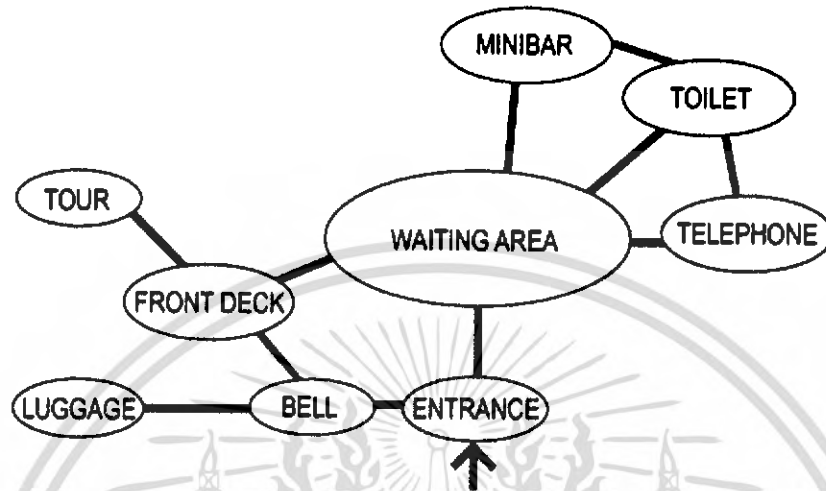 MINIBAR
TOILET
TOUR
WAITING AREA
TELEPHONE
FRONT DECK
LUGGAGE
BELL
ENTRANCE